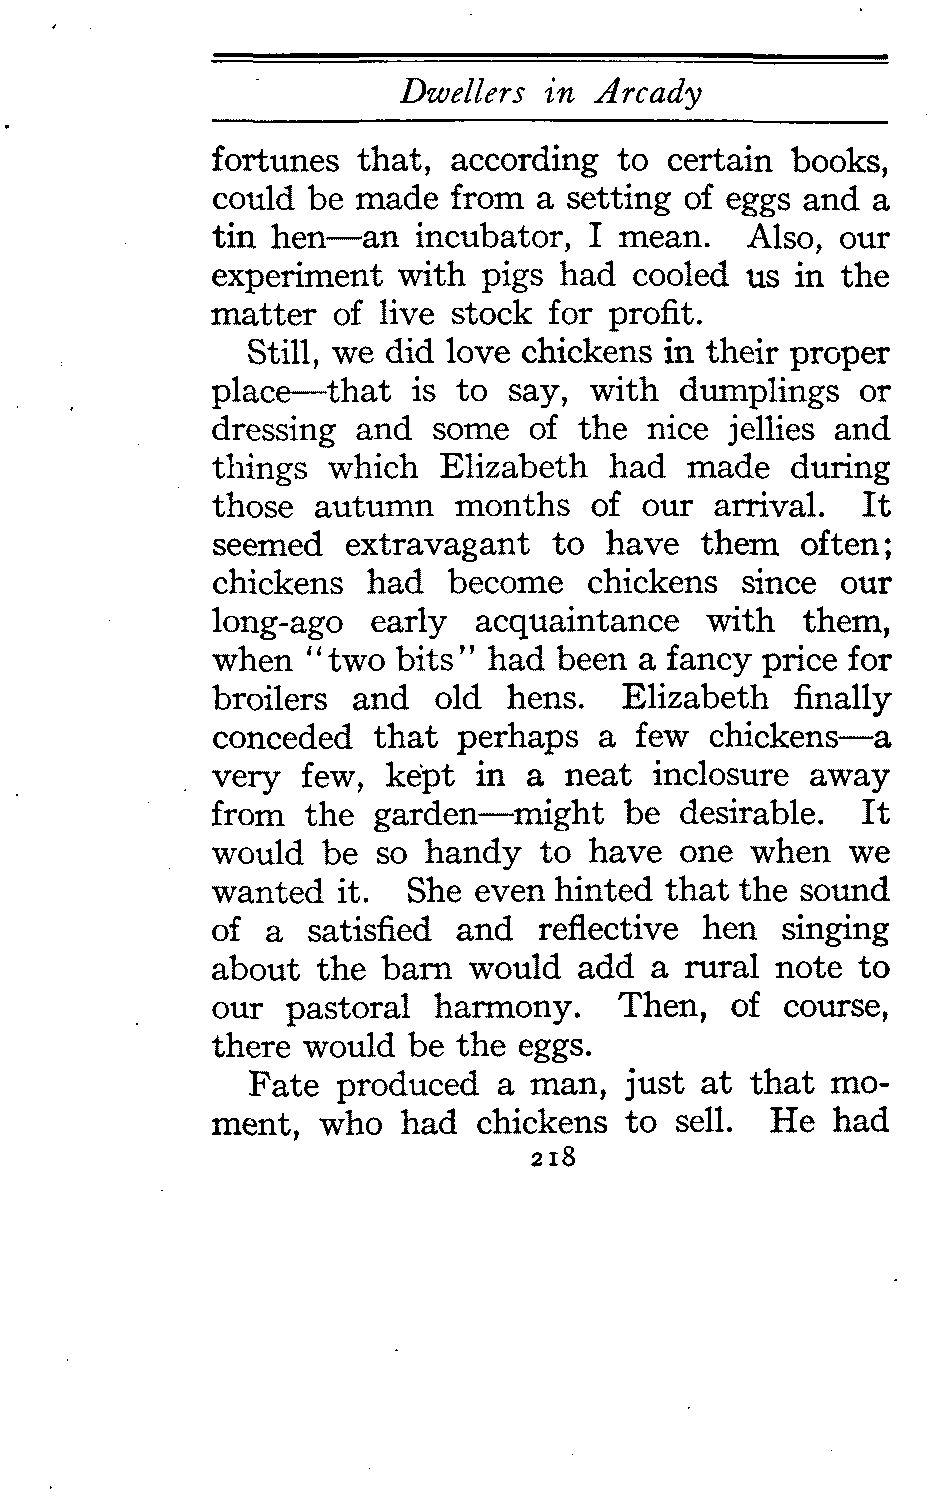 Dwellers in Arcady
fortunes that, according to certain books,
could be made from a setting of eggs and a
tin hen—an incubator, I mean. Also, our
experiment with pigs had cooled us in the
matter of live stock for profit.
Still, we did love chickens in their proper
place—that is to say, with dumplings or
dressing and some of the nice jellies and
things which Elizabeth had made during
those autumn months of our arrival. It
seemed extravagant to have them often;
chickens had become chickens since our
long-ago early acquaintance with them,
when "two bits" had been a fancy price for
broilers and old hens. Elizabeth finally
conceded that perhaps a few chickens—a
very few, kept in a neat inclosure away
from the garden—might be desirable. It
would be so handy to have one when we
wanted it. She even hinted that the sound
of a satisfied and reflective hen singing
about the barn would add a rural note to
our pastoral harmony. Then, of course,
there would be the eggs.
Fate produced a man, just at that mo-
ment, who had chickens to sell. He had
218